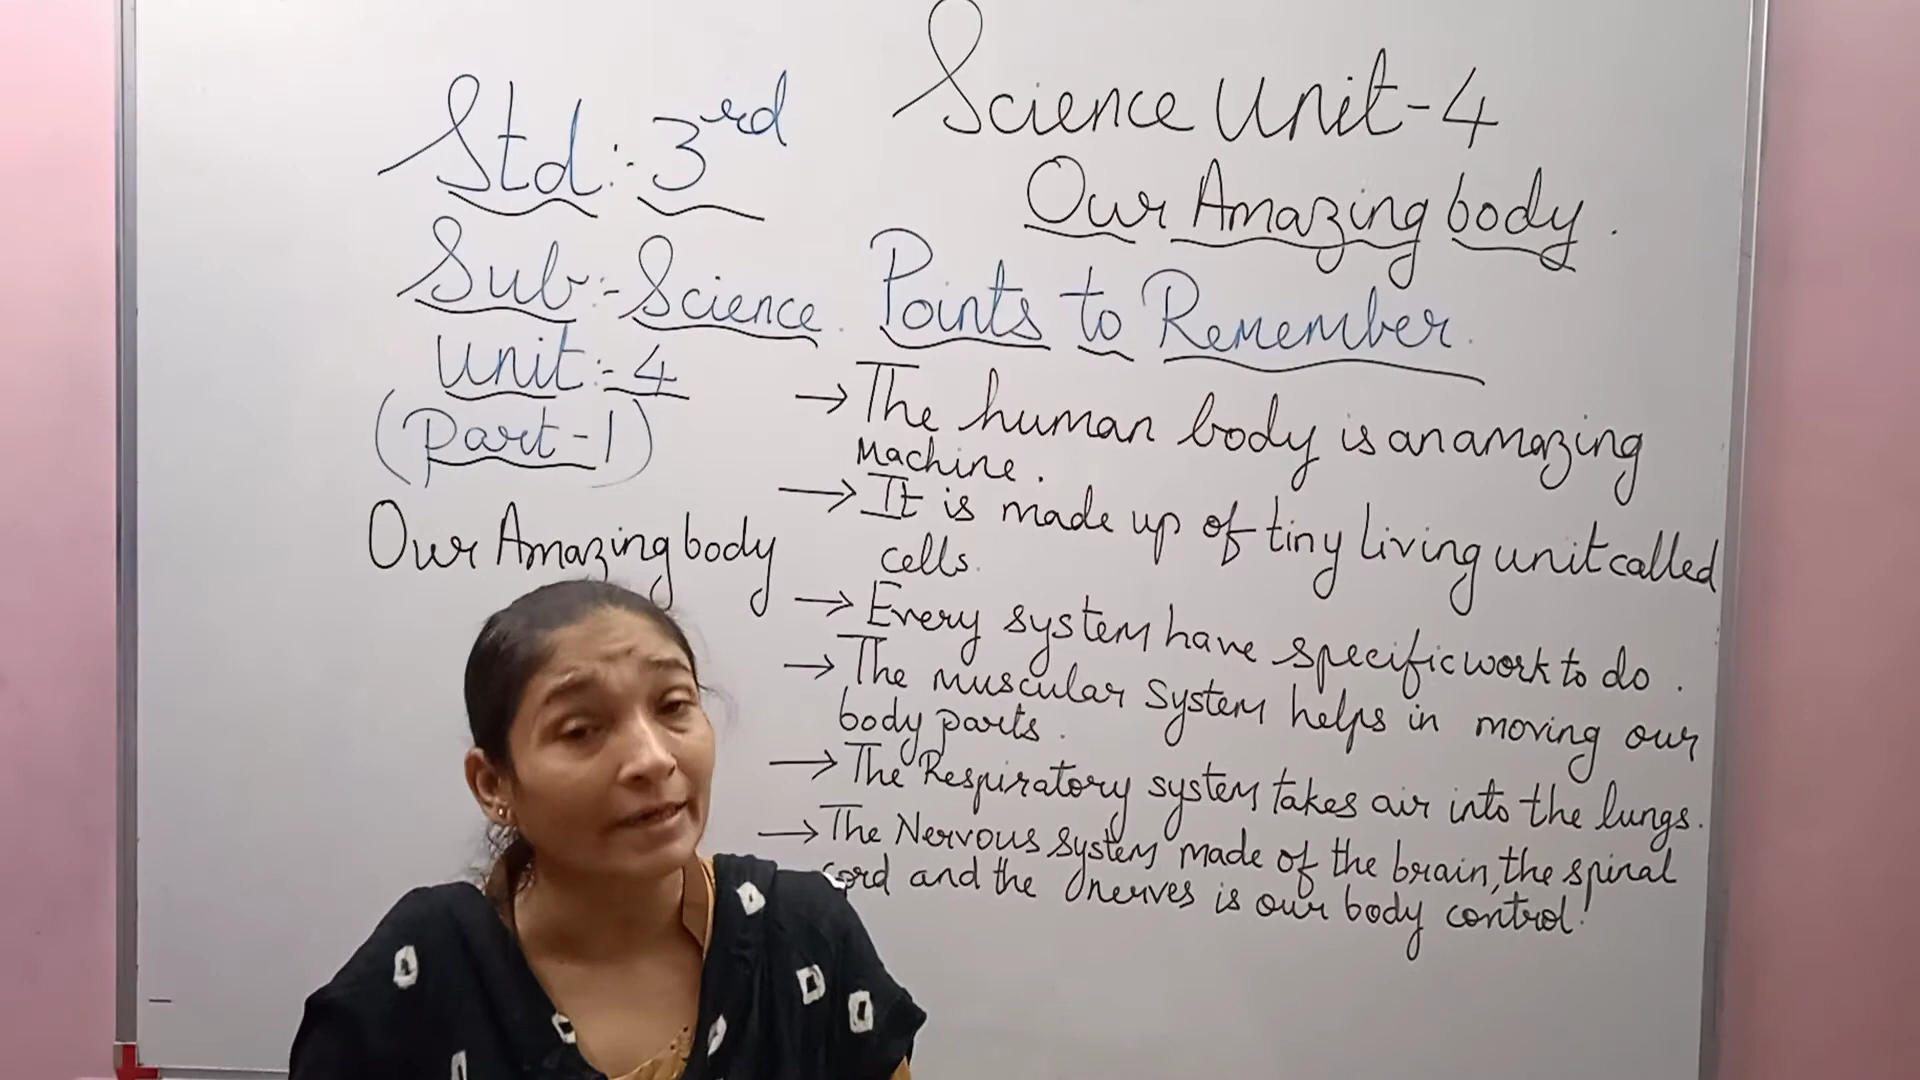 Std:- 3rd
Sub:- Science.
Unit:- 4
(Part-1)
Our Amazing body
Science Unit-4
Our Amazing body.
Points to Remember.
→ The human body is an amazing
Machine.
→ It is made up of tiny living unit called
cells.
→ Every system have specific work to do.
→ The muscular system helps in moving our
body parts.
→ The Respiratory system takes air into the lungs.
→ The Nervous system made of the brain, the spinal
cord and the nerves is our body control!